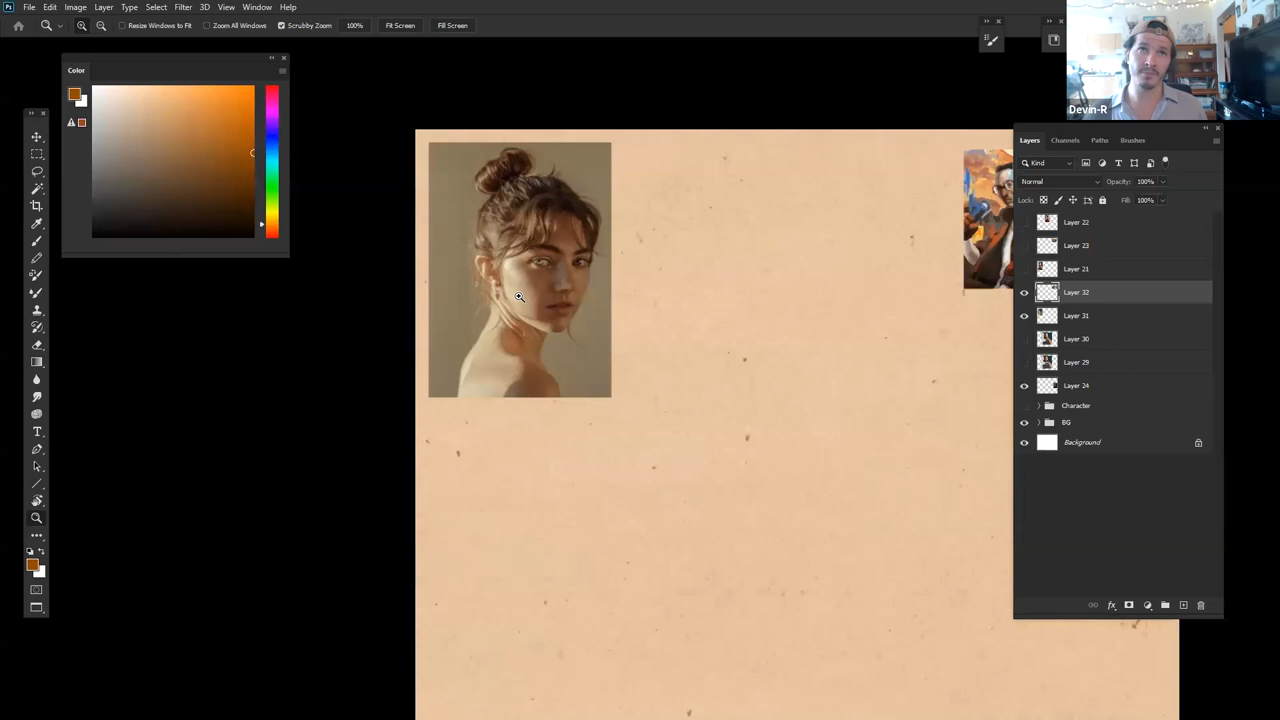 Ps File Edit Image Layer Type Select Filter 3D View Window Help
Resize Windows to Fit Zoom All Windows Scrubby Zoom 100% Fit Screen Fill Screen
Devin-R
Color
Layers Channels Paths Brushes
Kind
Normal Opacity: 100%
Lock: Fill: 100%
Layer 22
Layer 23
Layer 21
Layer 32
Layer 31
Layer 30
Layer 29
Layer 24
Character
BG
Background